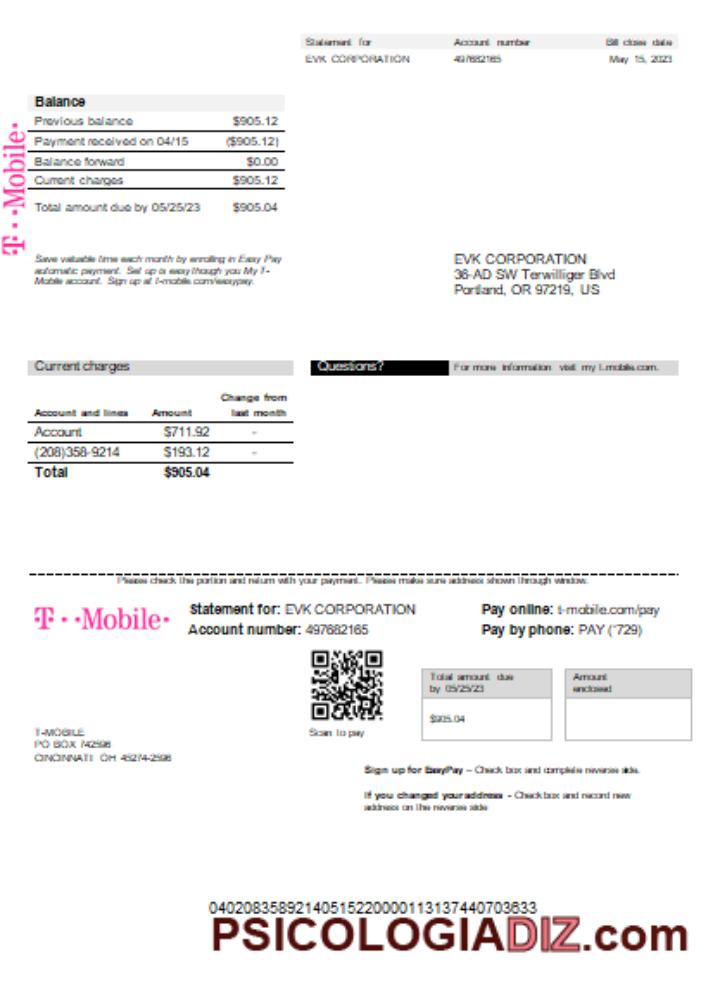 Statement for Account number Bill close date
EVK CORPORATION 497682165 May 15, 2023
Balance
Previous balance $905.12
Payment received on 04/15 ($905.12)
Balance forward $0.00
Current charges $905.12
Total amount due by 05/25/23 $905.04
T··Mobile·
Save valuable time each month by enrolling in Easy Pay
automatic payment. Set up is easy though you My T-
Mobile account. Sign up at t-mobile.com/easypay.
EVK CORPORATION
36-AD SW Terwilliger Blvd
Portland, OR 97219, US
Current charges
Questions? For more information visit my t.mobile.com.
Change from
Account and lines Amount last month
Account $711.92 -
(208)358-9214 $193.12 -
Total $905.04
Please check the portion and return with your payment. Please make sure address shown through window.
T··Mobile·
Statement for: EVK CORPORATION
Account number: 497682165
Pay online: t-mobile.com/pay
Pay by phone: PAY (*729)
Scan to pay
Total amount due
by 05/25/23
$905.04
Amount
enclosed
T-MOBILE
PO BOX 742596
CINCINNATI OH 45274-2596
Sign up for EasyPay – Check box and complete reverse side.
If you changed your address - Check box and record new
address on the reverse side
040208358921405152200001131374407036​33
PSICOLOGIADIZ.com